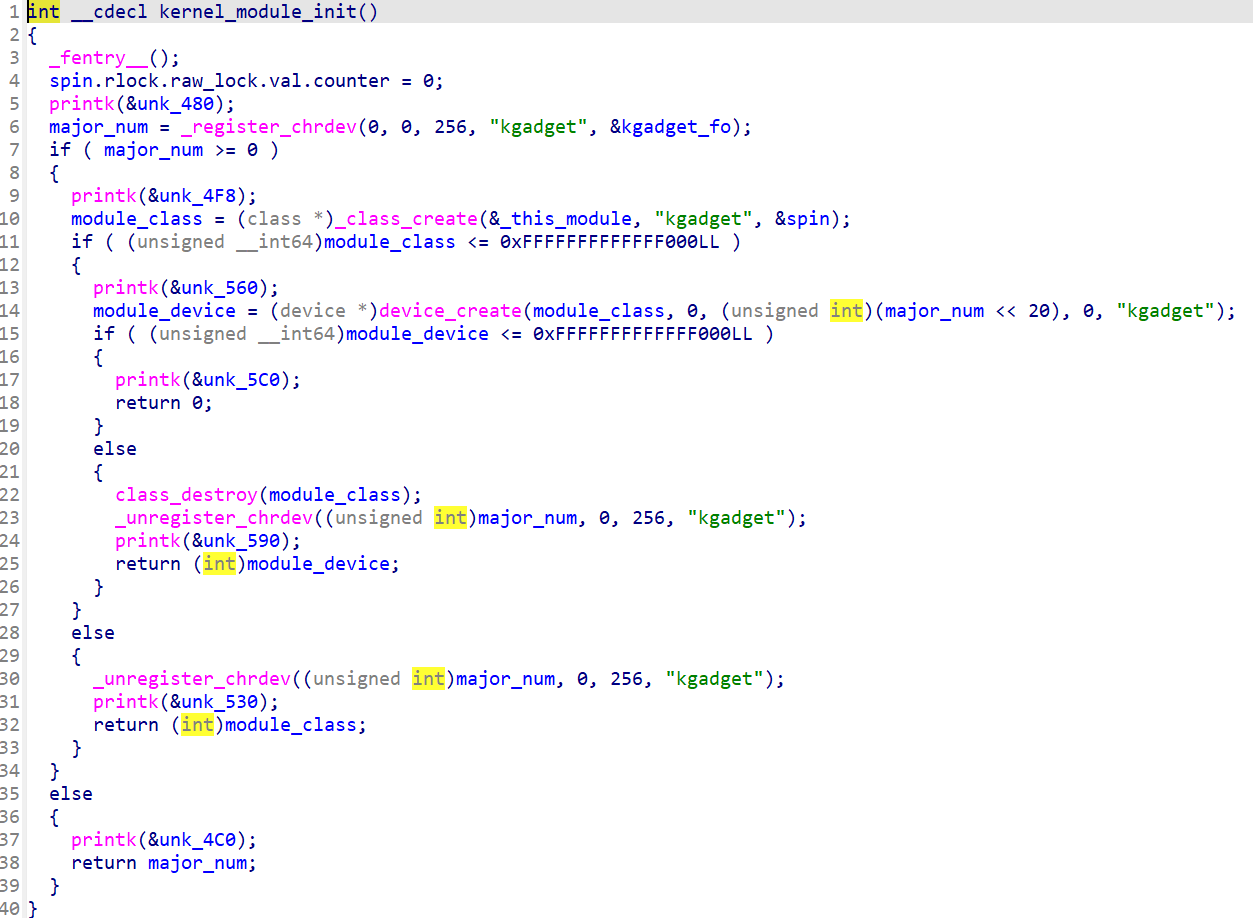 1 int __cdecl kernel_module_init()
2 {
3   _fentry__();
4   spin.rlock.raw_lock.val.counter = 0;
5   printk(&unk_480);
6   major_num = _register_chrdev(0, 0, 256, "kgadget", &kgadget_fo);
7   if ( major_num >= 0 )
8   {
9     printk(&unk_4F8);
10     module_class = (class *)_class_create(&_this_module, "kgadget", &spin);
11     if ( (unsigned __int64)module_class <= 0xFFFFFFFFFFFFF000LL )
12     {
13       printk(&unk_560);
14       module_device = (device *)device_create(module_class, 0, (unsigned int)(major_num << 20), 0, "kgadget");
15       if ( (unsigned __int64)module_device <= 0xFFFFFFFFFFFFF000LL )
16       {
17         printk(&unk_5C0);
18         return 0;
19       }
20       else
21       {
22         class_destroy(module_class);
23         _unregister_chrdev((unsigned int)major_num, 0, 256, "kgadget");
24         printk(&unk_590);
25         return (int)module_device;
26       }
27     }
28     else
29     {
30       _unregister_chrdev((unsigned int)major_num, 0, 256, "kgadget");
31       printk(&unk_530);
32       return (int)module_class;
33     }
34   }
35   else
36   {
37     printk(&unk_4C0);
38     return major_num;
39   }
40 }